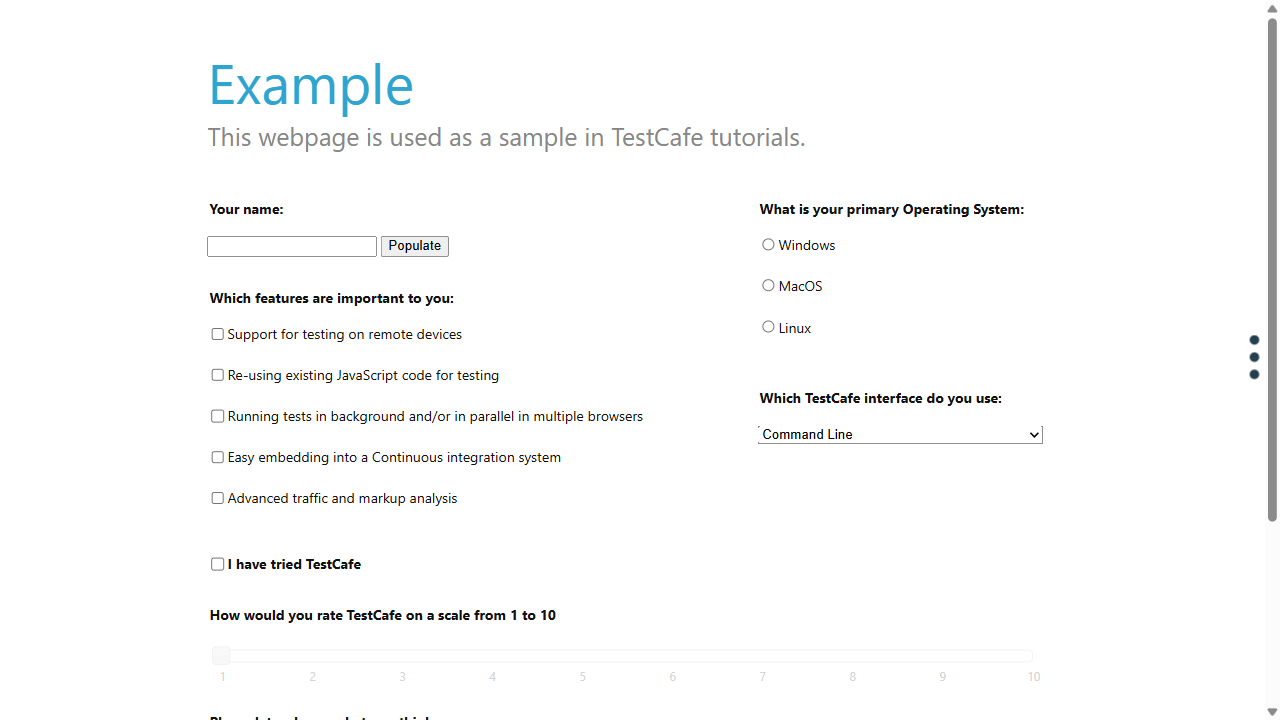 Example
This webpage is used as a sample in TestCafe tutorials.
Your name:
Populate
Which features are important to you:
Support for testing on remote devices
Re-using existing JavaScript code for testing
Running tests in background and/or in parallel in multiple browsers
Easy embedding into a Continuous integration system
Advanced traffic and markup analysis
I have tried TestCafe
What is your primary Operating System:
Windows
MacOS
Linux
Which TestCafe interface do you use:
Command Line
How would you rate TestCafe on a scale from 1 to 10
1 2 3 4 5 6 7 8 9 10